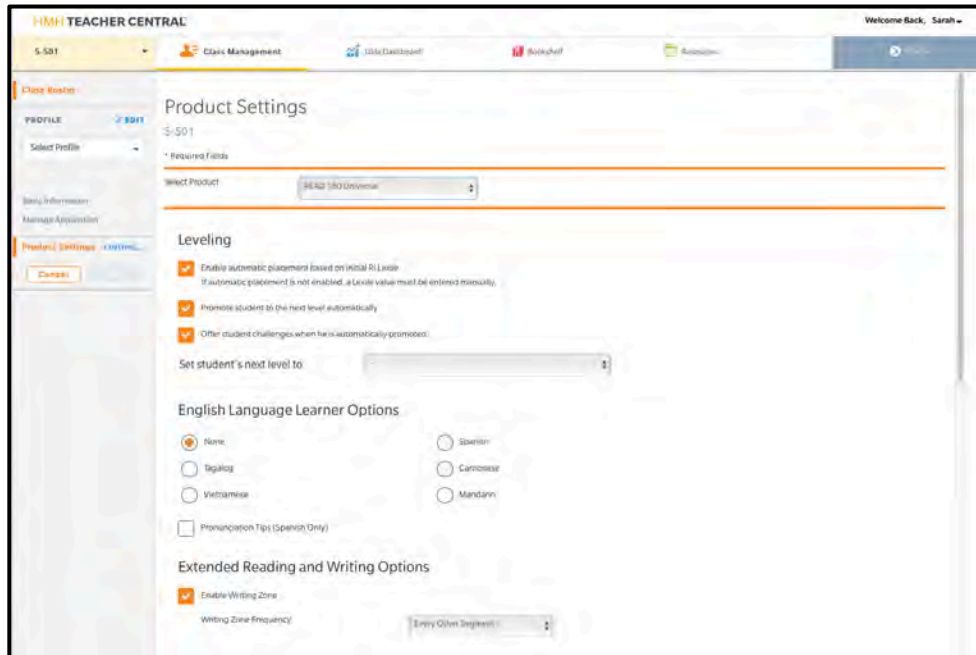 HMH TEACHER CENTRAL
Welcome Back, Sarah
S-S01
Class Management
Data Dashboard
Bookshelf
Resources
Class Roster
PROFILE
EDIT
Select Profile
Basic Information
Manage Application
Product Settings
Cancel
Product Settings
S-S01
* Required Fields
Select Product
READ 180 Universal
Leveling
Enable automatic placement based on initial RI Lexile
If automatic placement is not enabled, a Lexile value must be entered manually.
Promote student to the next level automatically
Offer student challenges when he is automatically promoted.
Set student's next level to
English Language Learner Options
None
Spanish
Tagalog
Cantonese
Vietnamese
Mandarin
Pronunciation Tips (Spanish Only)
Extended Reading and Writing Options
Enable Writing Zone
Writing Zone Frequency
Every Other Segment